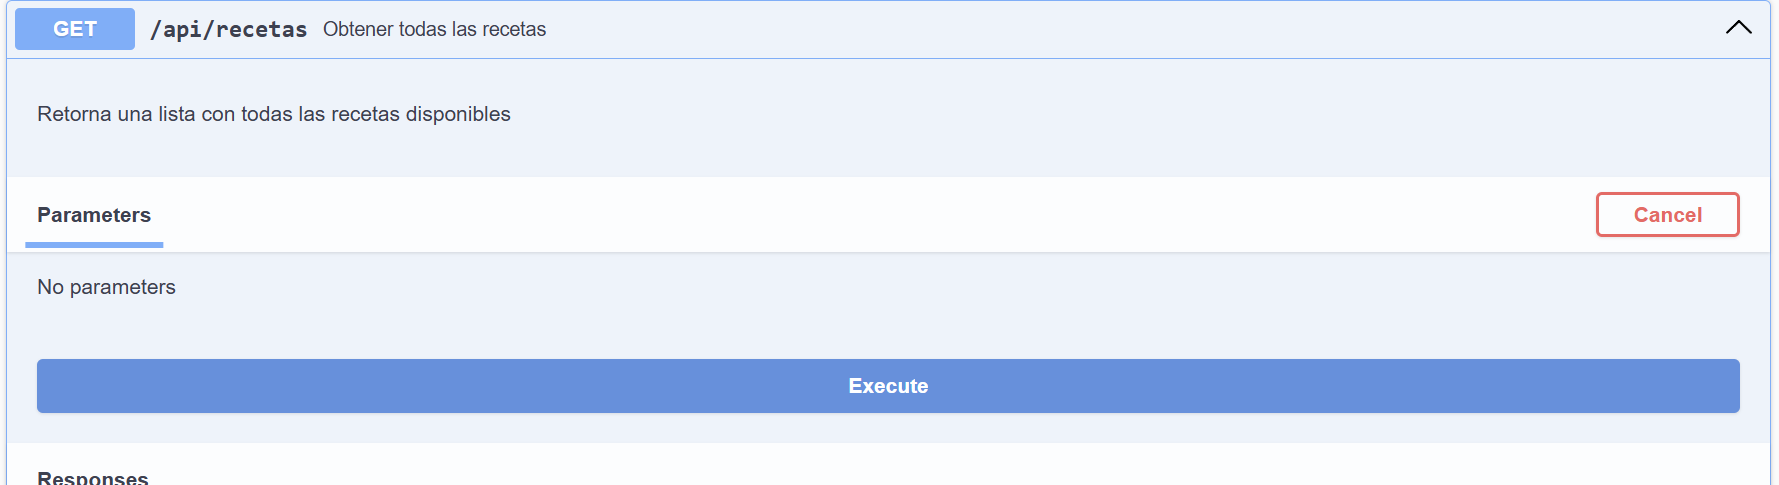 GET /api/recetas Obtener todas las recetas
Retorna una lista con todas las recetas disponibles
Parameters Cancel
No parameters
Execute
Responses